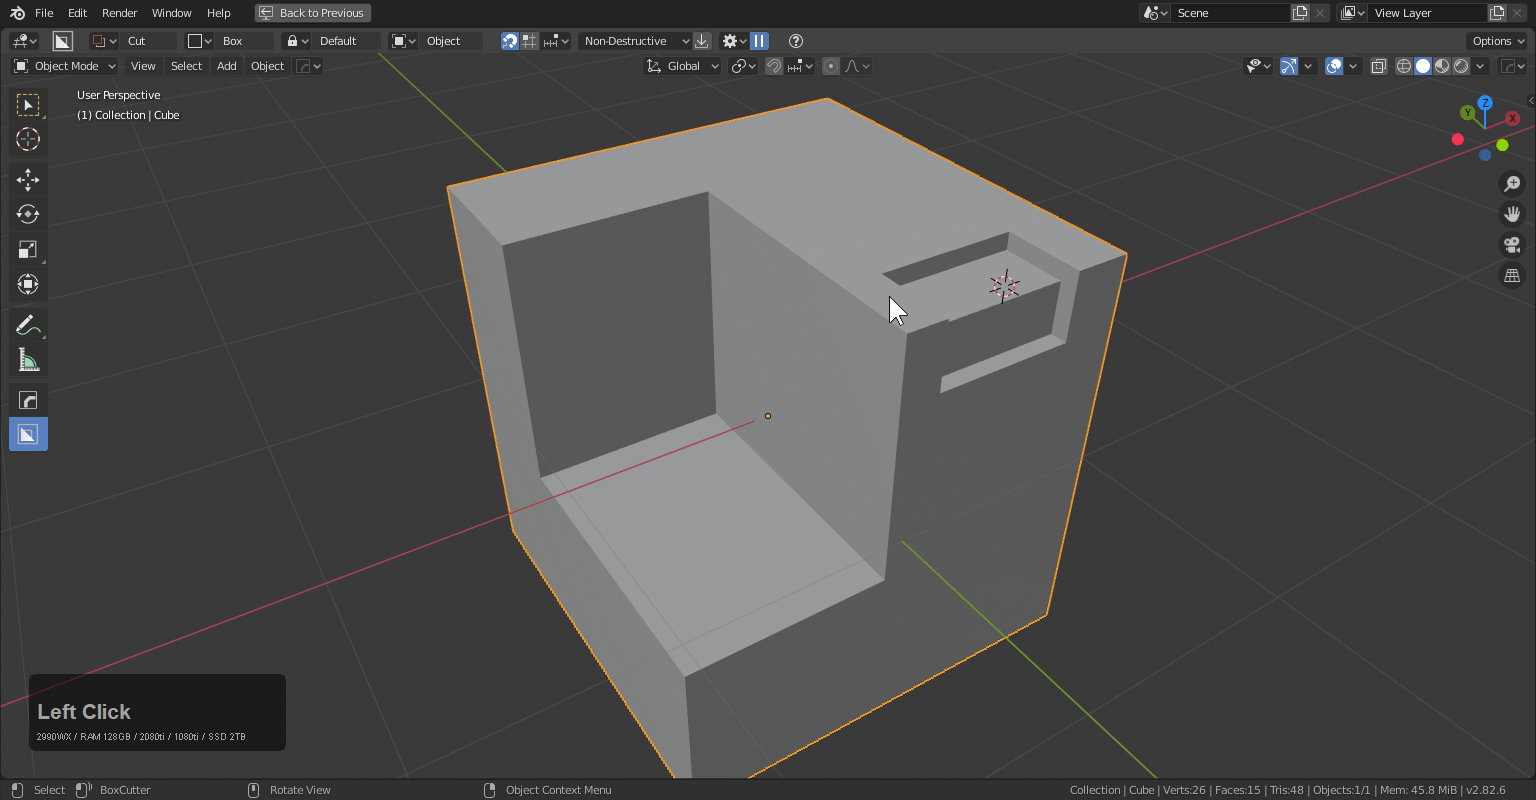 File Edit Render Window Help Back to Previous Scene View Layer
Cut Box Default Object Non-Destructive Options
Object Mode View Select Add Object Global
User Perspective
(1) Collection | Cube
Z
Y
X
Left Click
2990WX / RAM 128GB / 2080ti / 1080ti / SSD 2TB
Select BoxCutter Rotate View Object Context Menu Collection | Cube | Verts:26 | Faces:15 | Tris:48 | Objects:1/1 | Mem: 45.8 MiB | v2.82.6